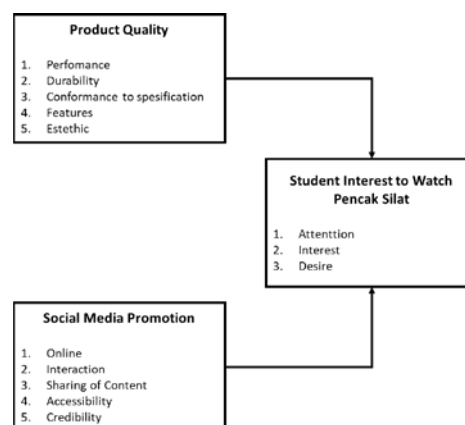 Product Quality
1. Perfomance
2. Durability
3. Conformance to spesification
4. Features
5. Estethic
Student Interest to Watch
Pencak Silat
1. Attenttion
2. Interest
3. Desire
Social Media Promotion
1. Online
2. Interaction
3. Sharing of Content
4. Accessibility
5. Credibility